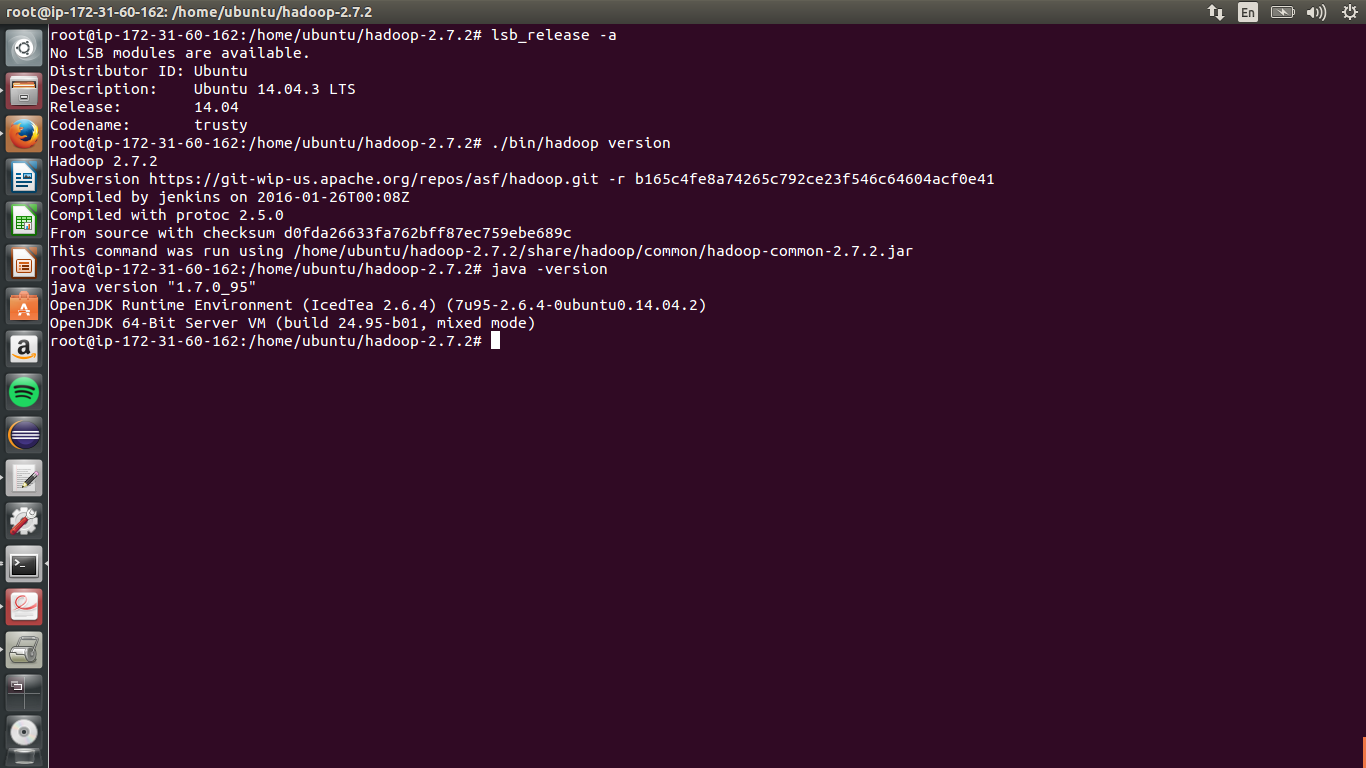 root@ip-172-31-60-162: /home/ubuntu/hadoop-2.7.2
En
root@ip-172-31-60-162:/home/ubuntu/hadoop-2.7.2# lsb_release -a
No LSB modules are available.
Distributor ID: Ubuntu
Description:    Ubuntu 14.04.3 LTS
Release:        14.04
Codename:       trusty
root@ip-172-31-60-162:/home/ubuntu/hadoop-2.7.2# ./bin/hadoop version
Hadoop 2.7.2
Subversion https://git-wip-us.apache.org/repos/asf/hadoop.git -r b165c4fe8a74265c792ce23f546c64604acf0e41
Compiled by jenkins on 2016-01-26T00:08Z
Compiled with protoc 2.5.0
From source with checksum d0fda26633fa762bff87ec759ebe689c
This command was run using /home/ubuntu/hadoop-2.7.2/share/hadoop/common/hadoop-common-2.7.2.jar
root@ip-172-31-60-162:/home/ubuntu/hadoop-2.7.2# java -version
java version "1.7.0_95"
OpenJDK Runtime Environment (IcedTea 2.6.4) (7u95-2.6.4-0ubuntu0.14.04.2)
OpenJDK 64-Bit Server VM (build 24.95-b01, mixed mode)
root@ip-172-31-60-162:/home/ubuntu/hadoop-2.7.2#